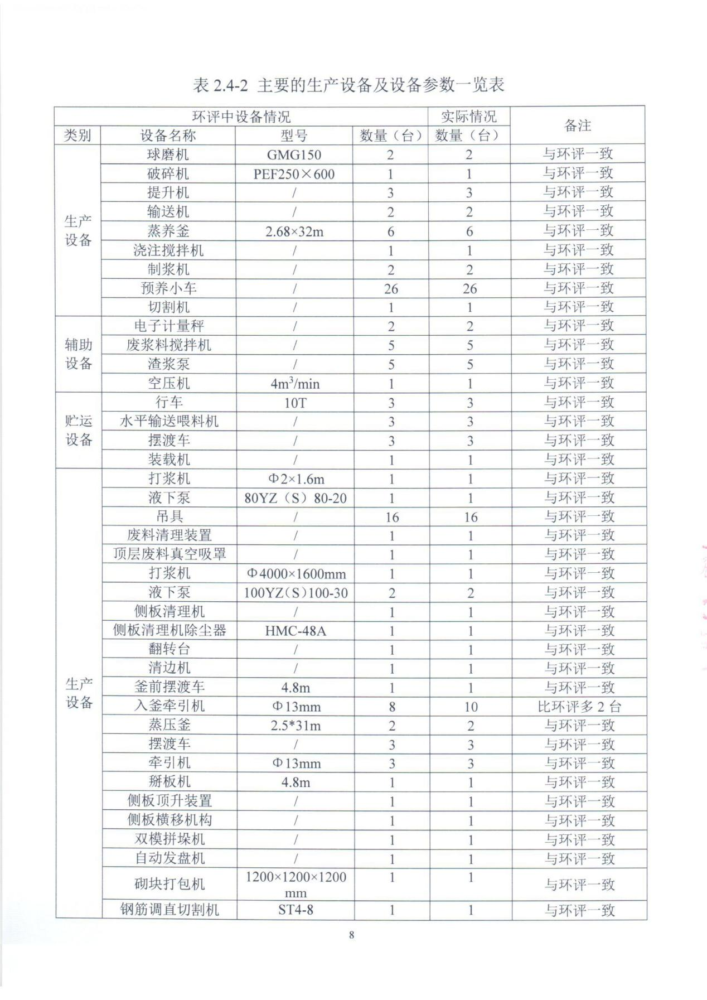 表 2.4-2 主要的生产设备及设备参数一览表
环评中设备情况 实际情况 备注
类别 设备名称 型号 数量（台） 数量（台）
生产设备 球磨机 GMG150 2 2 与环评一致
破碎机 PEF250×600 1 1 与环评一致
提升机 / 3 3 与环评一致
输送机 / 2 2 与环评一致
蒸养釜 2.68×32m 6 6 与环评一致
浇注搅拌机 / 1 1 与环评一致
制浆机 / 2 2 与环评一致
预养小车 / 26 26 与环评一致
切割机 / 1 1 与环评一致
辅助设备 电子计量秤 / 2 2 与环评一致
废浆料搅拌机 / 5 5 与环评一致
渣浆泵 / 5 5 与环评一致
空压机 4m³/min 1 1 与环评一致
贮运设备 行车 10T 3 3 与环评一致
水平输送喂料机 / 3 3 与环评一致
摆渡车 / 3 3 与环评一致
装载机 / 1 1 与环评一致
生产设备 打浆机 Φ2×1.6m 1 1 与环评一致
液下泵 80YZ（S）80-20 1 1 与环评一致
吊具 / 16 16 与环评一致
废料清理装置 / 1 1 与环评一致
顶层废料真空吸罩 / 1 1 与环评一致
打浆机 Φ4000×1600mm 1 1 与环评一致
液下泵 100YZ(S)100-30 2 2 与环评一致
侧板清理机 / 1 1 与环评一致
侧板清理机除尘器 HMC-48A 1 1 与环评一致
翻转台 / 1 1 与环评一致
清边机 / 1 1 与环评一致
釜前摆渡车 4.8m 1 1 与环评一致
入釜牵引机 Φ13mm 8 10 比环评多 2 台
蒸压釜 2.5*31m 2 2 与环评一致
摆渡车 / 3 3 与环评一致
牵引机 Φ13mm 3 3 与环评一致
掰板机 4.8m 1 1 与环评一致
侧板顶升装置 / 1 1 与环评一致
侧板横移机构 / 1 1 与环评一致
双模拼垛机 / 1 1 与环评一致
自动发盘机 / 1 1 与环评一致
砌块打包机 1200×1200×1200mm 1 1 与环评一致
钢筋调直切割机 ST4-8 1 1 与环评一致
8